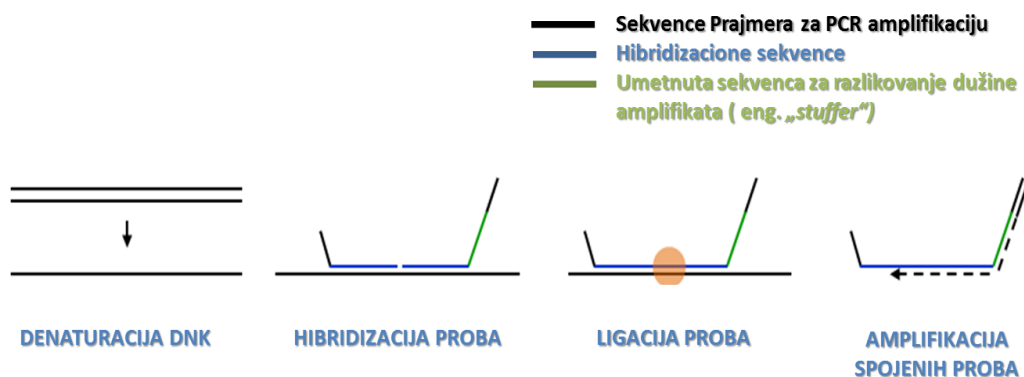 Sekvence Prajmera za PCR amplifikaciju
Hibridizacione sekvence
Umetnuta sekvenca za razlikovanje dužine
amplifikata ( eng. „stuffer“)
DENATURACIJA DNK
HIBRIDIZACIJA PROBA
LIGACIJA PROBA
AMPLIFIKACIJA
SPOJENIH PROBA